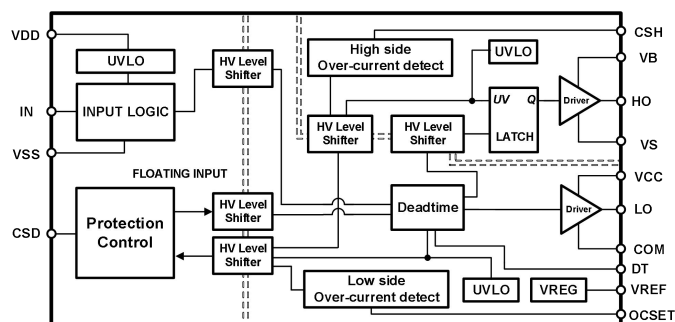 VDD
UVLO
IN
INPUT LOGIC
VSS
FLOATING INPUT
CSD
Protection
Control
HV Level
Shifter
HV Level
Shifter
HV Level
Shifter
High side
Over-current detect
UVLO
HV Level
Shifter
HV Level
Shifter
UV Q
LATCH
Driver
Deadtime
Driver
Low side
Over-current detect
UVLO
VREG
CSH
VB
HO
VS
VCC
LO
COM
DT
VREF
OCSET